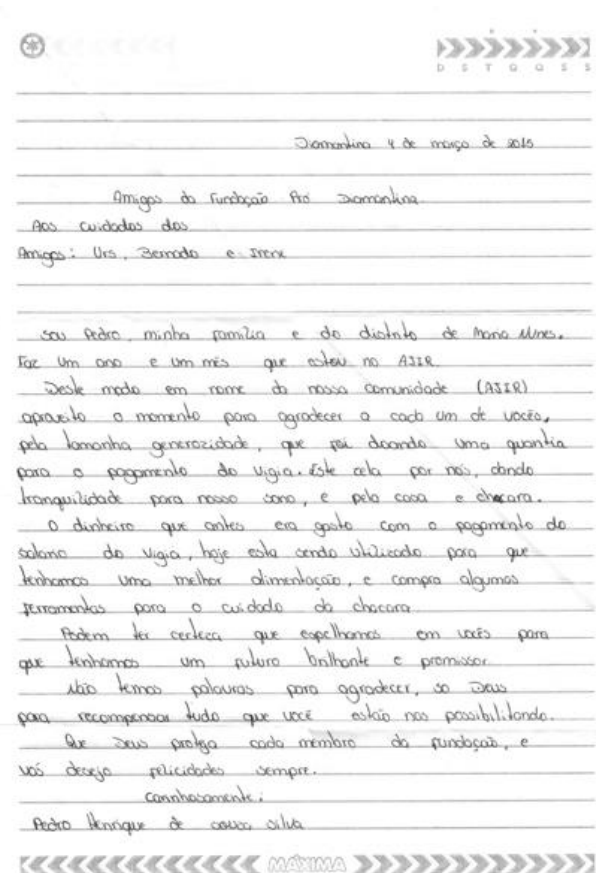 D S T Q Q S S
Diamantina 4 de março de 2015
Amigos da Fundação Pró Diamantina
Aos cuidados dos
Amigos: Urs, Bernado e Irene
sou Pedro, minha família e do distrito de Maria Nunes.
Faz um ano e um mês que estou no AJIR.
Deste modo em nome da nossa comunidade (AJIR)
aproveito o momento para agradecer a cada um de vocês,
pela tamanha generozidade, que foi doando uma quantia
para o pagamento do vigia. Este cela por nós, dando
tranquilidade para nosso sono, e pela casa e chacara.
O dinheiro que antes era gasto com o pagamento do
salario do vigia, hoje esta sendo utilizado para que
tenhamos uma melhor alimentação, e compra algumas
ferramentas para o cuidado da chacara
Podem ter certeza que espelhamos em vocês para
que tenhamos um futuro brilhante e promissor.
Não temos palavras para agradecer, so Deus
para recompensar tudo que você estão nos possibilitando.
Que Deus proteja cada membro da fundação, e
vos desejo felicidades sempre.
Carinhosamente:
Pedro Henrique de souza silva
MÁXIMA